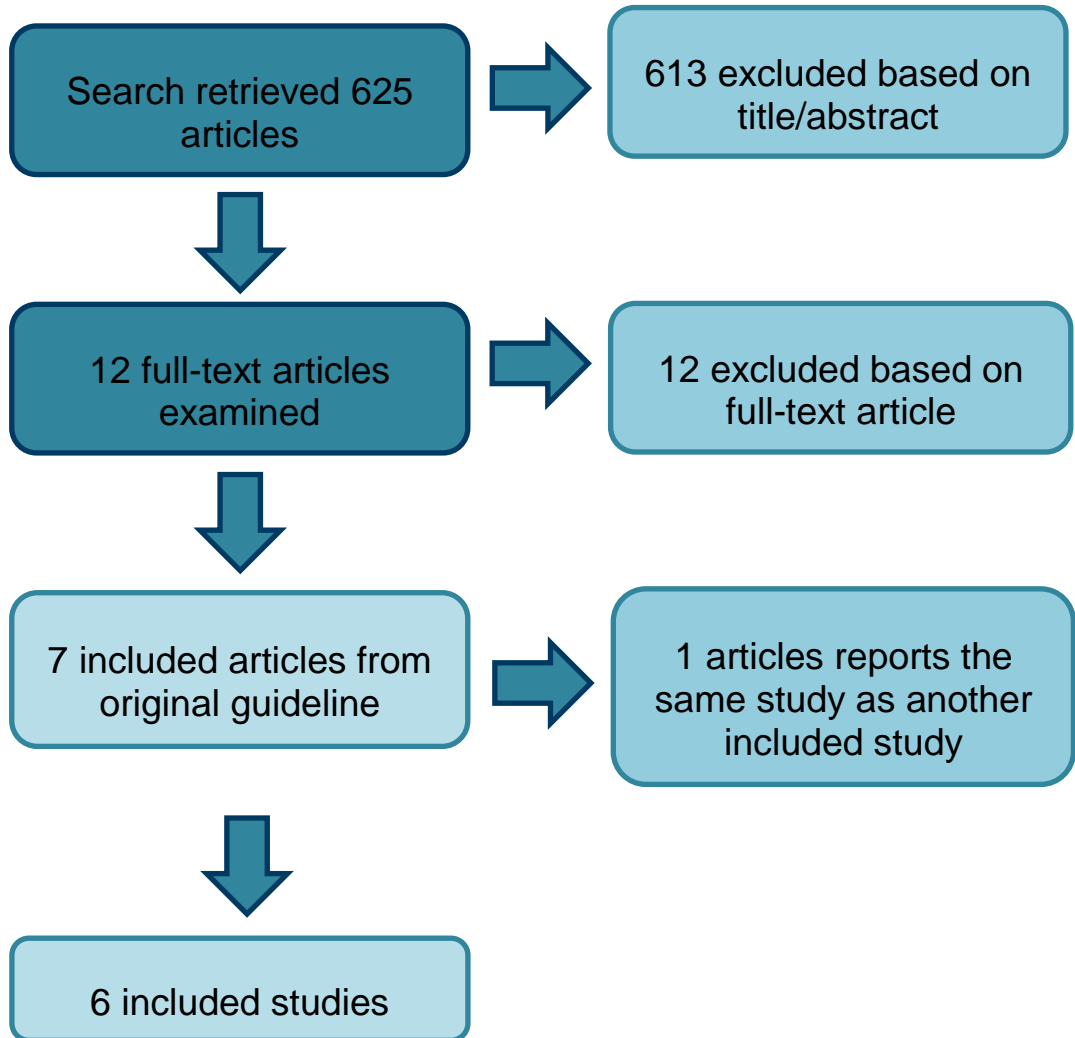 Search retrieved 625
articles
613 excluded based on
title/abstract
12 full-text articles
examined
12 excluded based on
full-text article
7 included articles from
original guideline
1 articles reports the
same study as another
included study
6 included studies